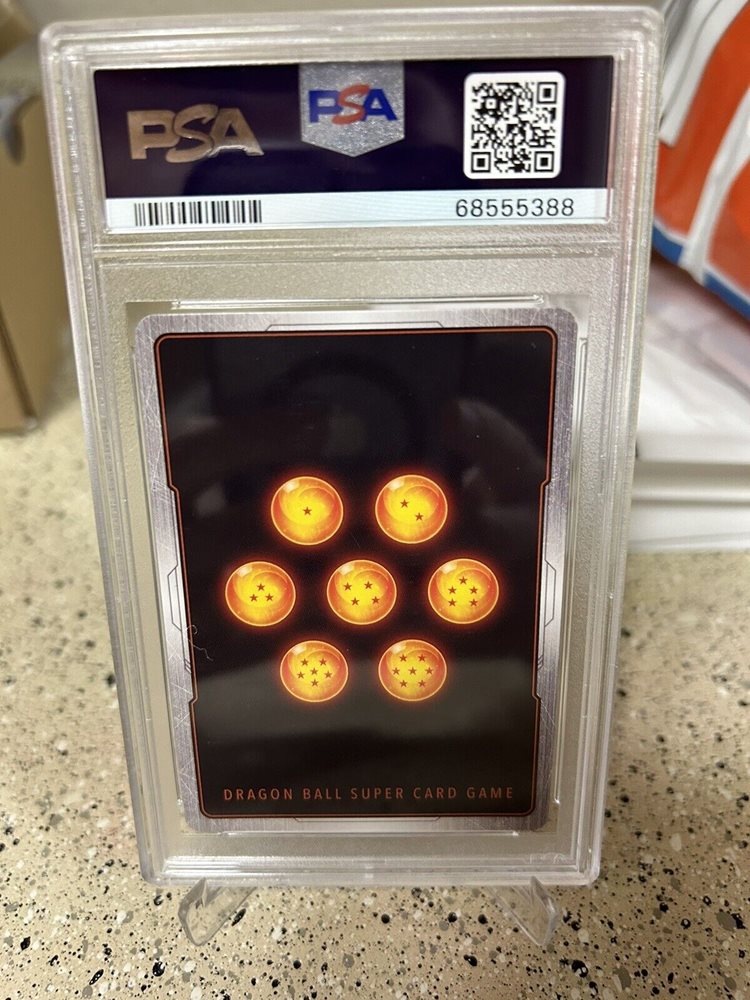 PSA
PSA
68555388
DRAGON BALL SUPER CARD GAME